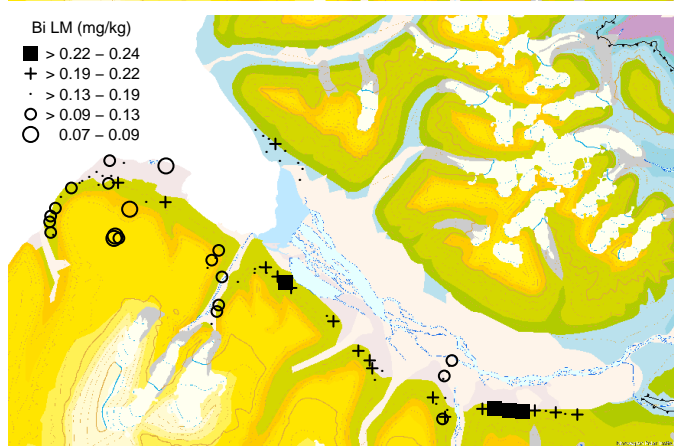 Bi LM (mg/kg)
> 0.22 – 0.24
> 0.19 – 0.22
> 0.13 – 0.19
> 0.09 – 0.13
0.07 – 0.09